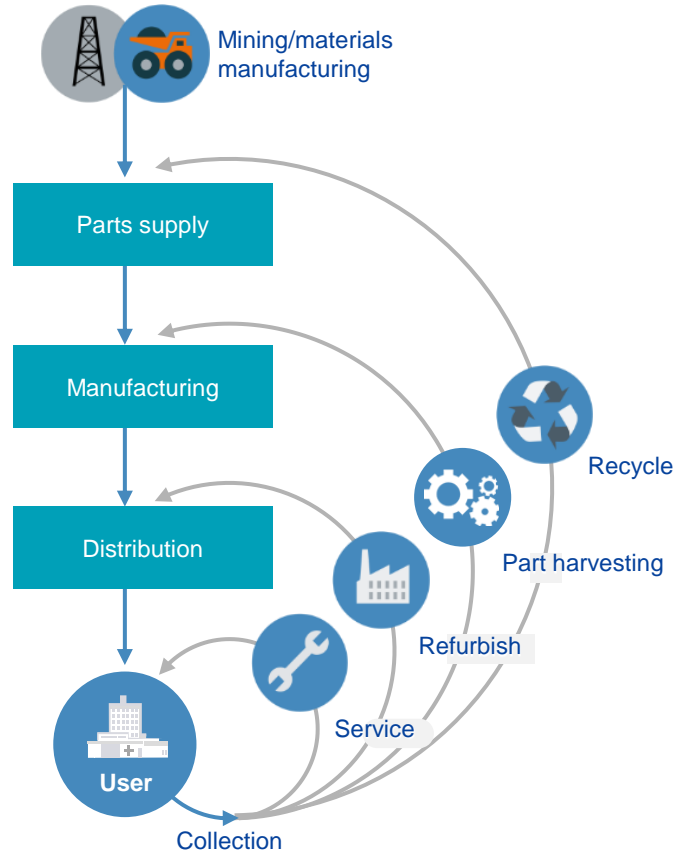 Mining/materials
manufacturing
Parts supply
Manufacturing
Recycle
Part harvesting
Distribution
Refurbish
Service
User
Collection